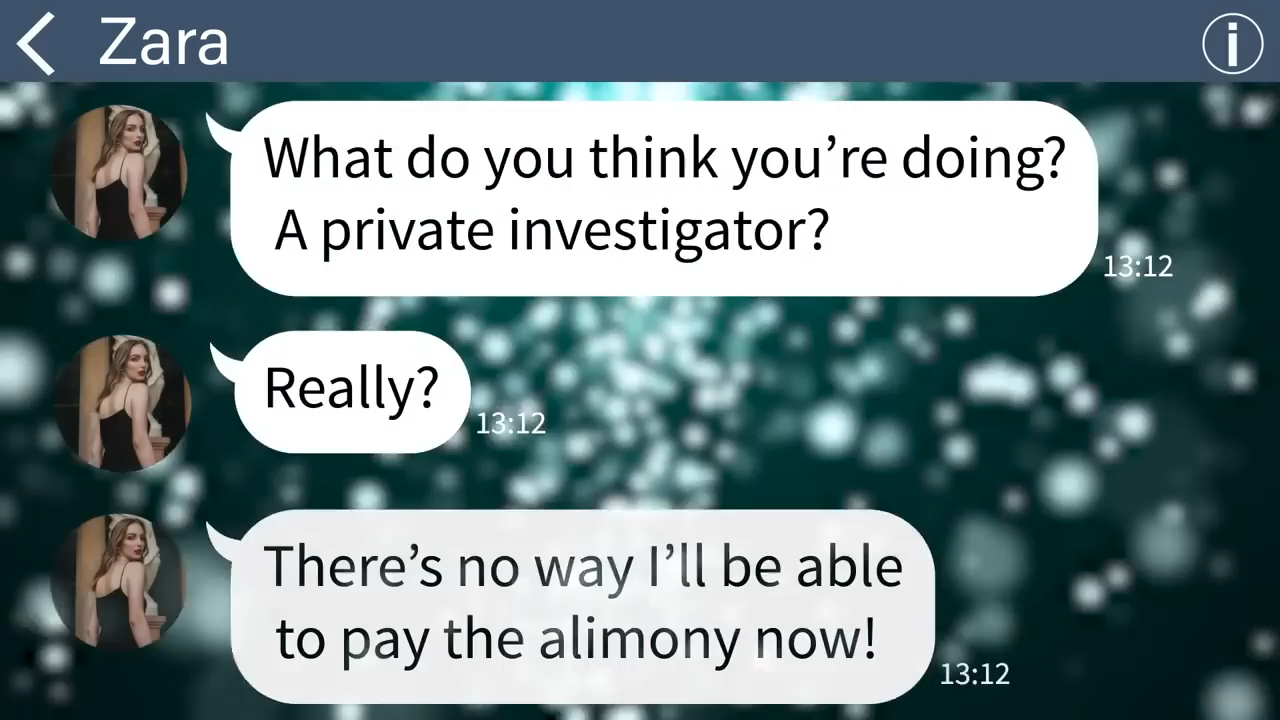 Zara
What do you think you’re doing?
A private investigator?
13:12
Really?
13:12
There’s no way I’ll be able
to pay the alimony now!
13:12